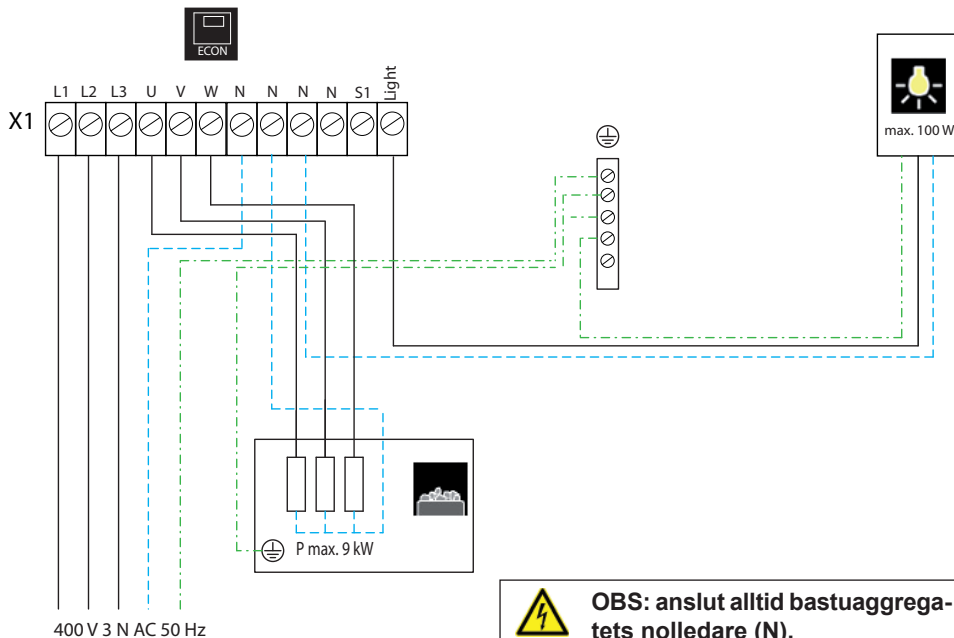 ECON
L1 L2 L3 U V W N N N N S1 Light
X1
max. 100 W
P max. 9 kW
400 V 3 N AC 50 Hz
OBS: anslut alltid bastuaggrega-
tets nolledare (N).